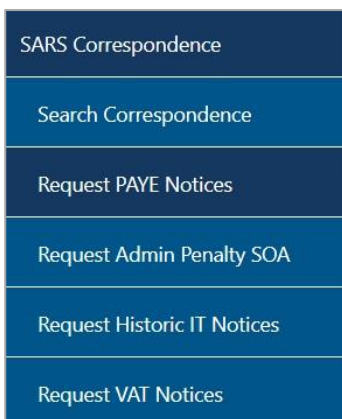 SARS Correspondence
Search Correspondence
Request PAYE Notices
Request Admin Penalty SOA
Request Historic IT Notices
Request VAT Notices